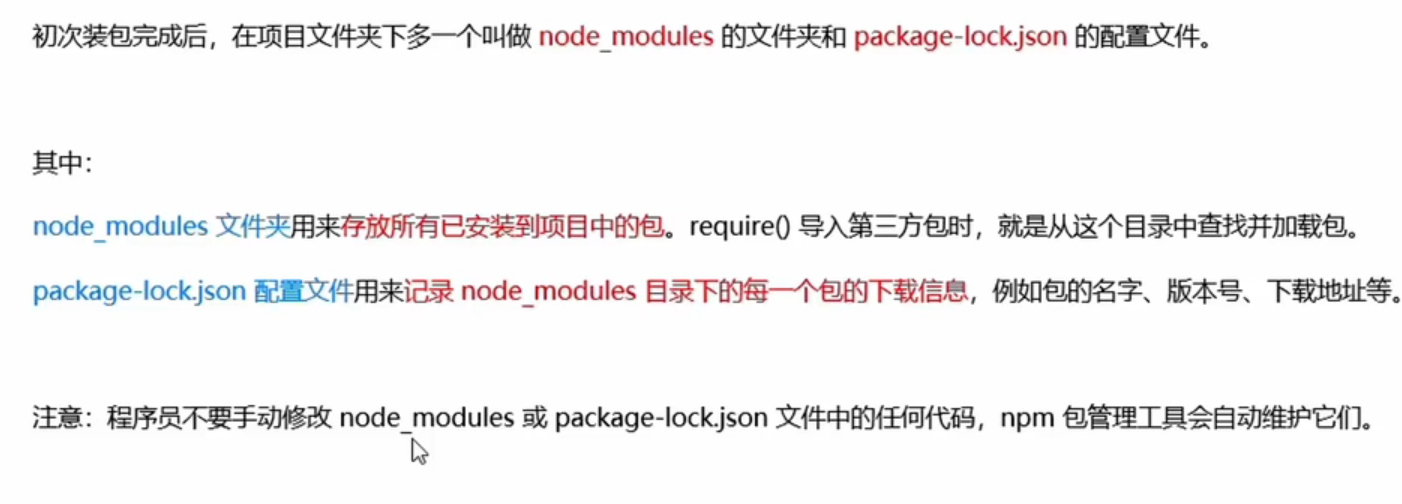 初次装包完成后，在项目文件夹下多一个叫做 node_modules 的文件夹和 package-lock.json 的配置文件。
其中：
node_modules 文件夹用来存放所有已安装到项目中的包。require() 导入第三方包时，就是从这个目录中查找并加载包。
package-lock.json 配置文件用来记录 node_modules 目录下的每一个包的下载信息，例如包的名字、版本号、下载地址等。
注意：程序员不要手动修改 node_modules 或 package-lock.json 文件中的任何代码，npm 包管理工具会自动维护它们。